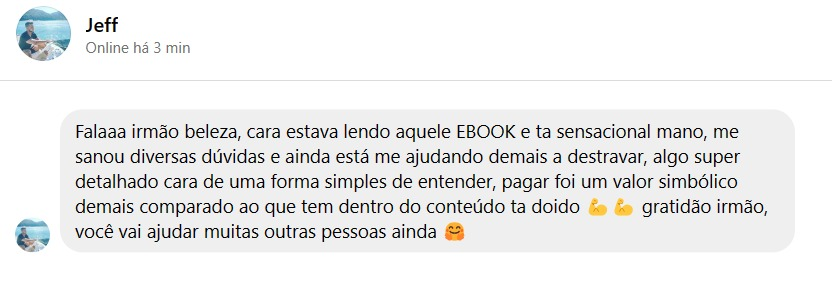 Jeff
Online há 3 min
Falaaa irmão beleza, cara estava lendo aquele EBOOK e ta sensacional mano, me
sanou diversas dúvidas e ainda está me ajudando demais a destravar, algo super
detalhado cara de uma forma simples de entender, pagar foi um valor simbólico
demais comparado ao que tem dentro do conteúdo ta doido 💪 💪 gratidão irmão,
você vai ajudar muitas outras pessoas ainda 🤗